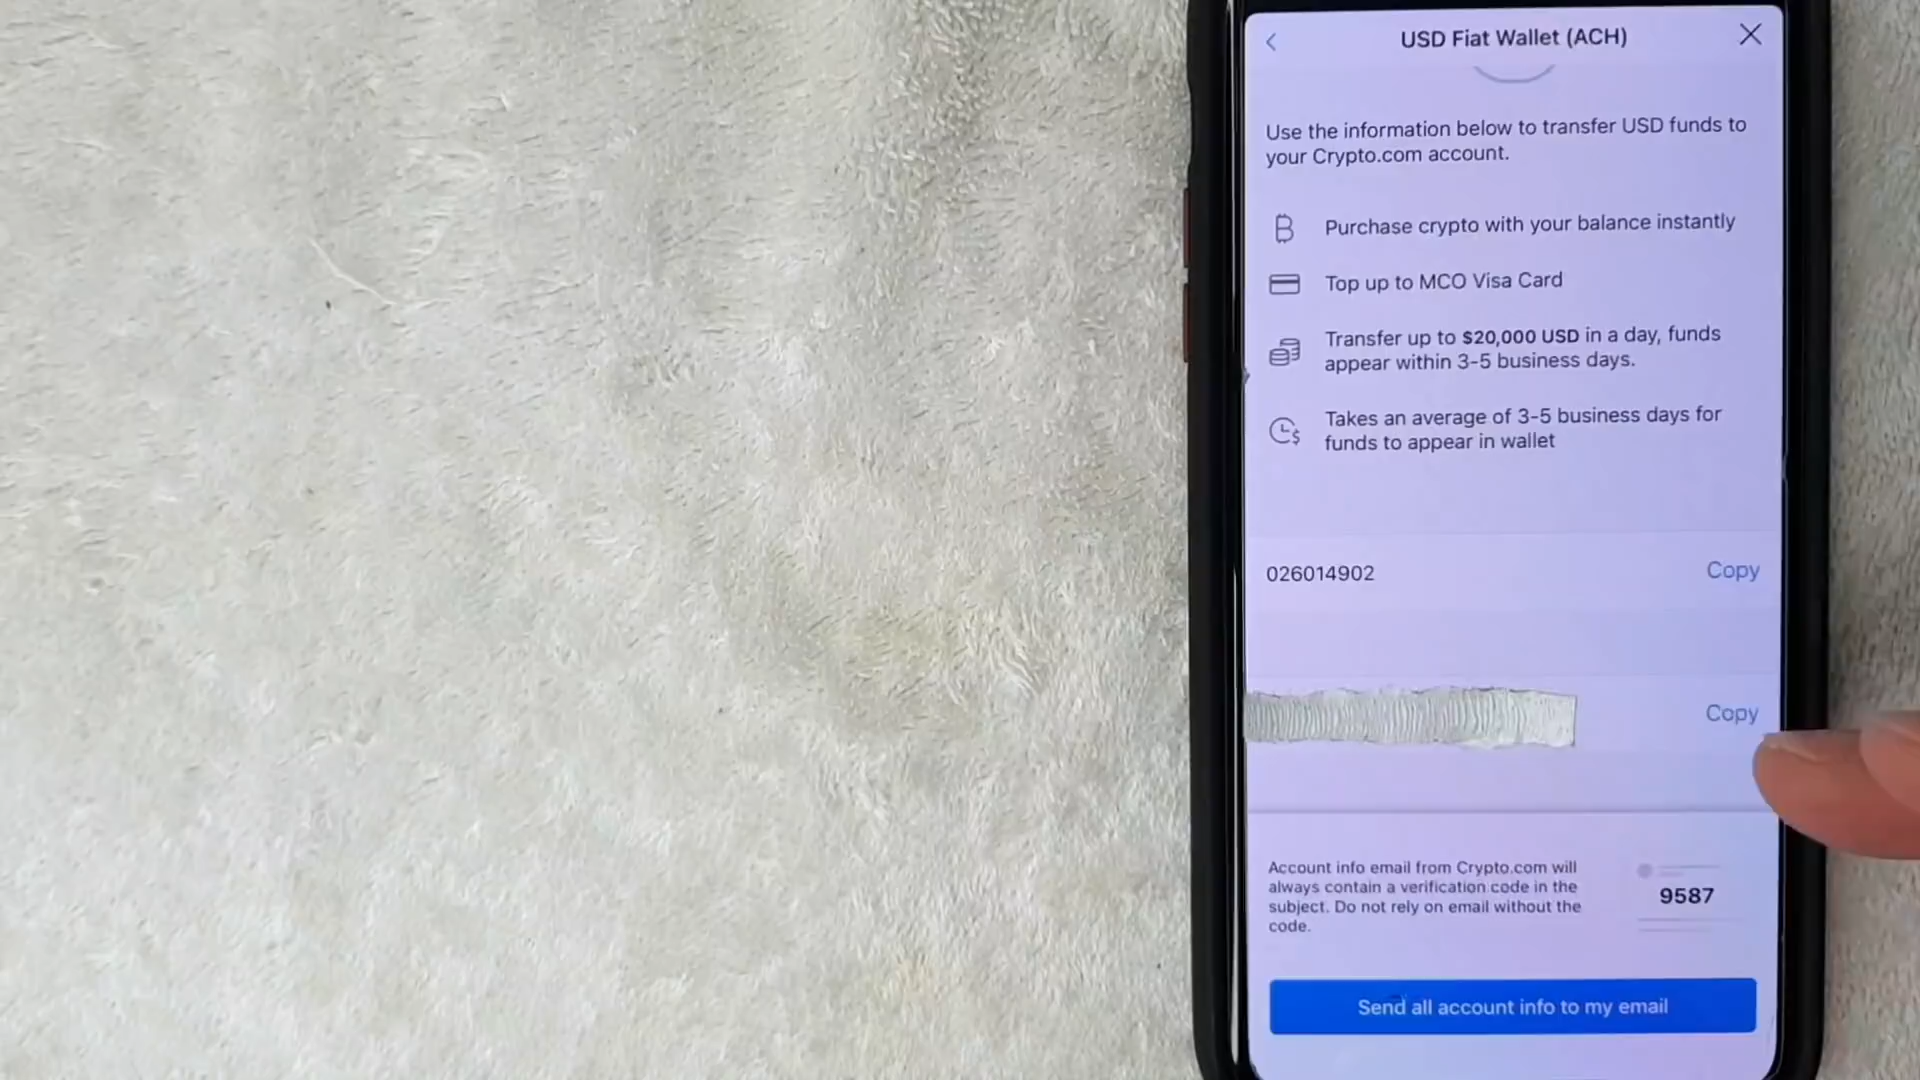 USD Fiat Wallet (ACH)
Use the information below to transfer USD funds to
your Crypto.com account.
Purchase crypto with your balance instantly
Top up to MCO Visa Card
Transfer up to $20,000 USD in a day, funds
appear within 3-5 business days.
Takes an average of 3-5 business days for
funds to appear in wallet
026014902 Copy
Copy
Account info email from Crypto.com will
always contain a verification code in the
subject. Do not rely on email without the
code.
9587
Send all account info to my email